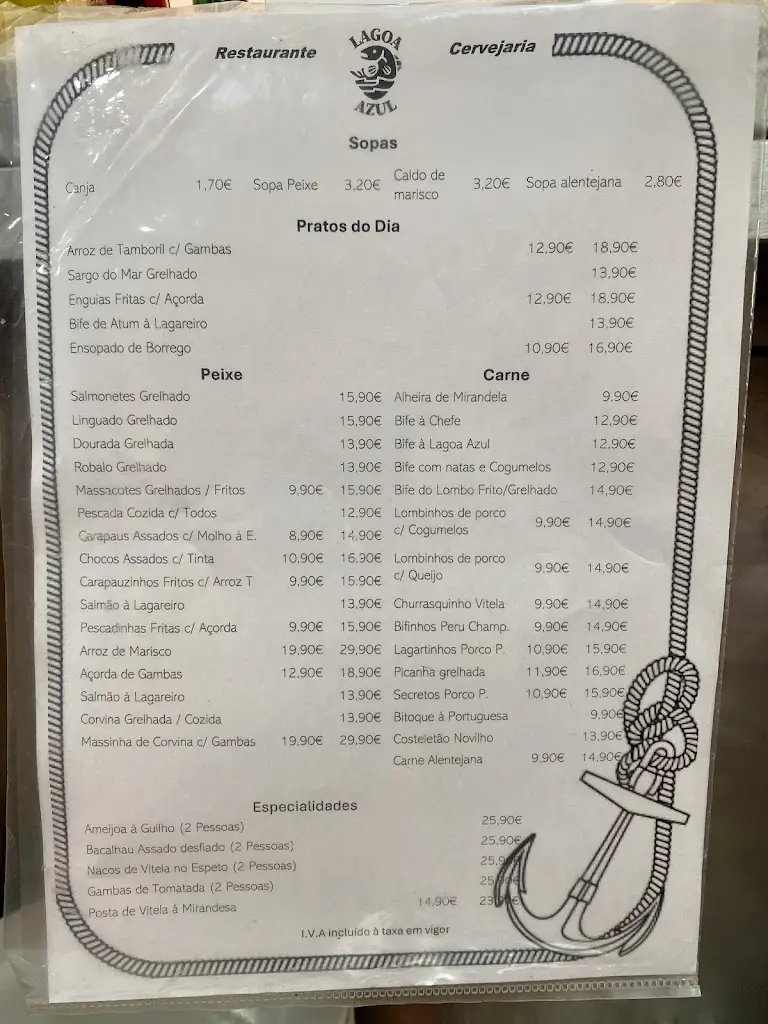 Restaurante LAGOA AZUL Cervejaria
Sopas
Canja 1,70€ Sopa Peixe 3,20€ Caldo de marisco 3,20€ Sopa alentejana 2,80€
Pratos do Dia
Arroz de Tamboril c/ Gambas 12,90€ 18,90€
Sargo do Mar Grelhado 13,90€
Enguias Fritas c/ Açorda 12,90€ 18,90€
Bife de Atum à Lagareiro 13,90€
Ensopado de Borrego 10,90€ 16,90€
Peixe
Salmonetes Grelhado 15,90€
Linguado Grelhado 15,90€
Dourada Grelhada 13,90€
Robalo Grelhado 13,90€
Massacotes Grelhados / Fritos 9,90€ 15,90€
Pescada Cozida c/ Todos 12,90€
Carapaus Assados c/ Molho à E. 8,90€ 14,90€
Chocos Assados c/ Tinta 10,90€ 16,90€
Carapauzinhos Fritos c/ Arroz T 9,90€ 15,90€
Salmão à Lagareiro 13,90€
Pescadinhas Fritas c/ Açorda 9,90€ 15,90€
Arroz de Marisco 19,90€ 29,90€
Açorda de Gambas 12,90€ 18,90€
Salmão à Lagareiro 13,90€
Corvina Grelhada / Cozida 13,90€
Massinha de Corvina c/ Gambas 19,90€ 29,90€
Carne
Alheira de Mirandela 9,90€
Bife à Chefe 12,90€
Bife à Lagoa Azul 12,90€
Bife com natas e Cogumelos 12,90€
Bife do Lombo Frito/Grelhado 14,90€
Lombinhos de porco
c/ Cogumelos 9,90€ 14,90€
Lombinhos de porco
c/ Queijo 9,90€ 14,90€
Churrasquinho Vitela 9,90€ 14,90€
Bifinhos Peru Champ. 9,90€ 14,90€
Lagartinhos Porco P. 10,90€ 15,90€
Picanha grelhada 11,90€ 16,90€
Secretos Porco P. 10,90€ 15,90€
Bitoque à Portuguesa 9,90€
Costeletão Novilho 13,90€
Carne Alentejana 9,90€ 14,90€
Especialidades
Ameijoa à Guilho (2 Pessoas) 25,90€
Bacalhau Assado desfiado (2 Pessoas) 25,90€
Nacos de Vitela no Espeto (2 Pessoas)
Gambas de Tomatada (2 Pessoas)
Posta de Vitela à Mirandesa 14,90€
I.V.A incluído à taxa em vigor